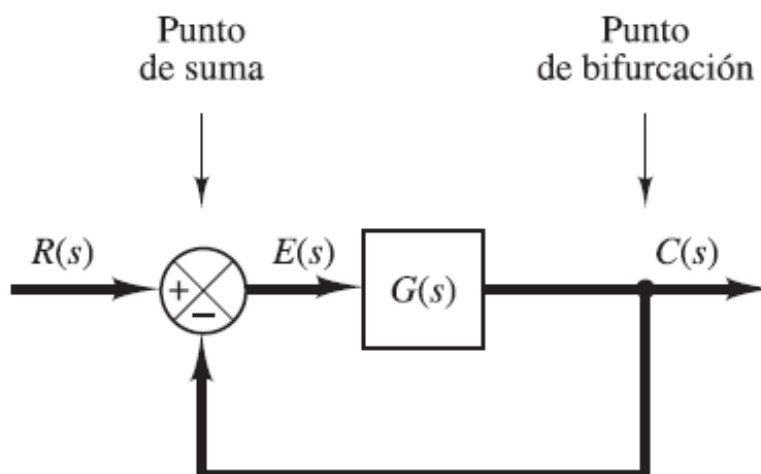 Punto
de suma
Punto
de bifurcación
R(s)
+
−
E(s)
G(s)
C(s)